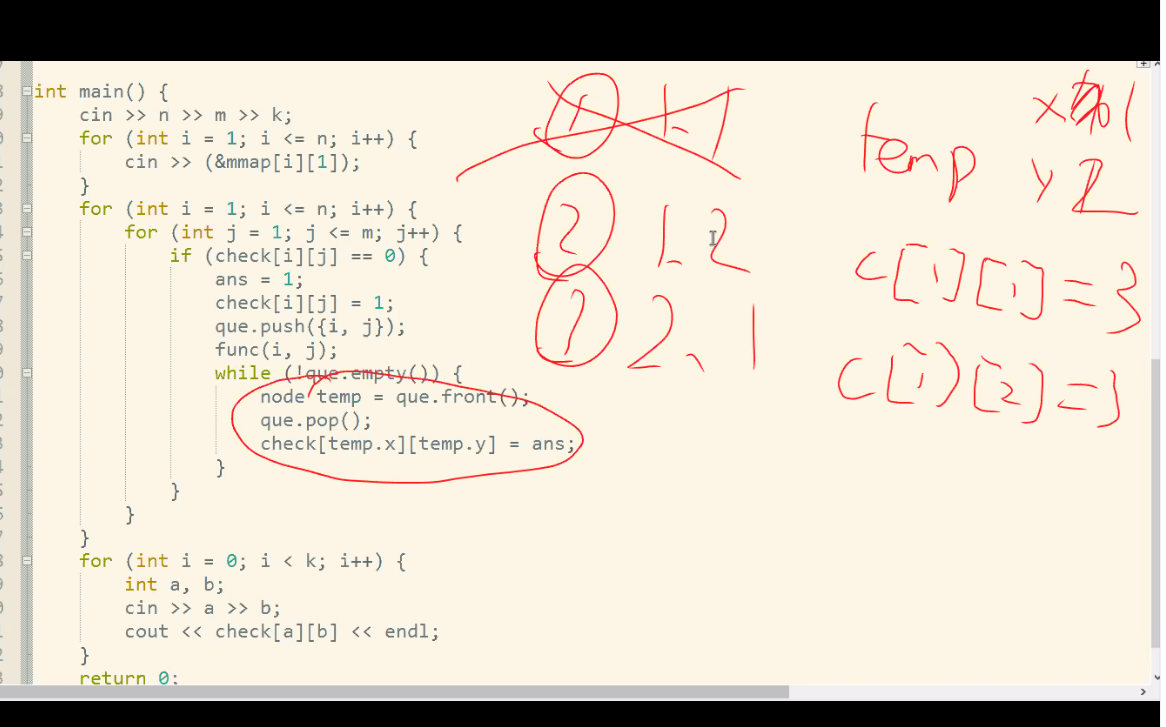 int main() {
cin >> n >> m >> k;
for (int i = 1; i <= n; i++) {
cin >> (&mmap[i][1]);
}
for (int i = 1; i <= n; i++) {
for (int j = 1; j <= m; j++) {
if (check[i][j] == 0) {
ans = 1;
check[i][j] = 1;
que.push({i, j});
func(i, j);
while (!que.empty()) {
node temp = que.front();
que.pop();
check[temp.x][temp.y] = ans;
}
}
}
}
for (int i = 0; i < k; i++) {
int a, b;
cin >> a >> b;
cout << check[a][b] << endl;
}
return 0;
1 1. 1
2 1. 2
2、1
temp
x 1
y 2
c[1][1]=3
c[1][2]=3